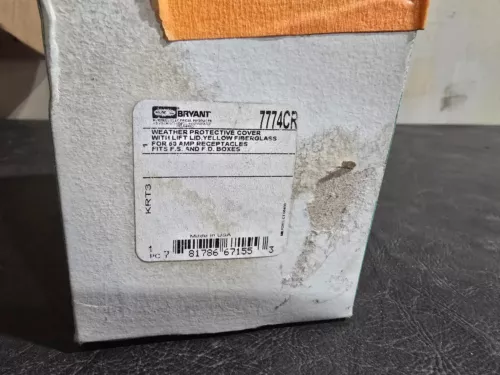 BRYANT 7774CR
WEATHER PROTECTIVE COVER
WITH LIFT LID.YELLOW FIBERGLASS
FOR 60 AMP RECEPTACLES
FITS F.S. AND F.D. BOXES
1
KRT3
MADE IN USA
1
PC 7 81786 67155 3